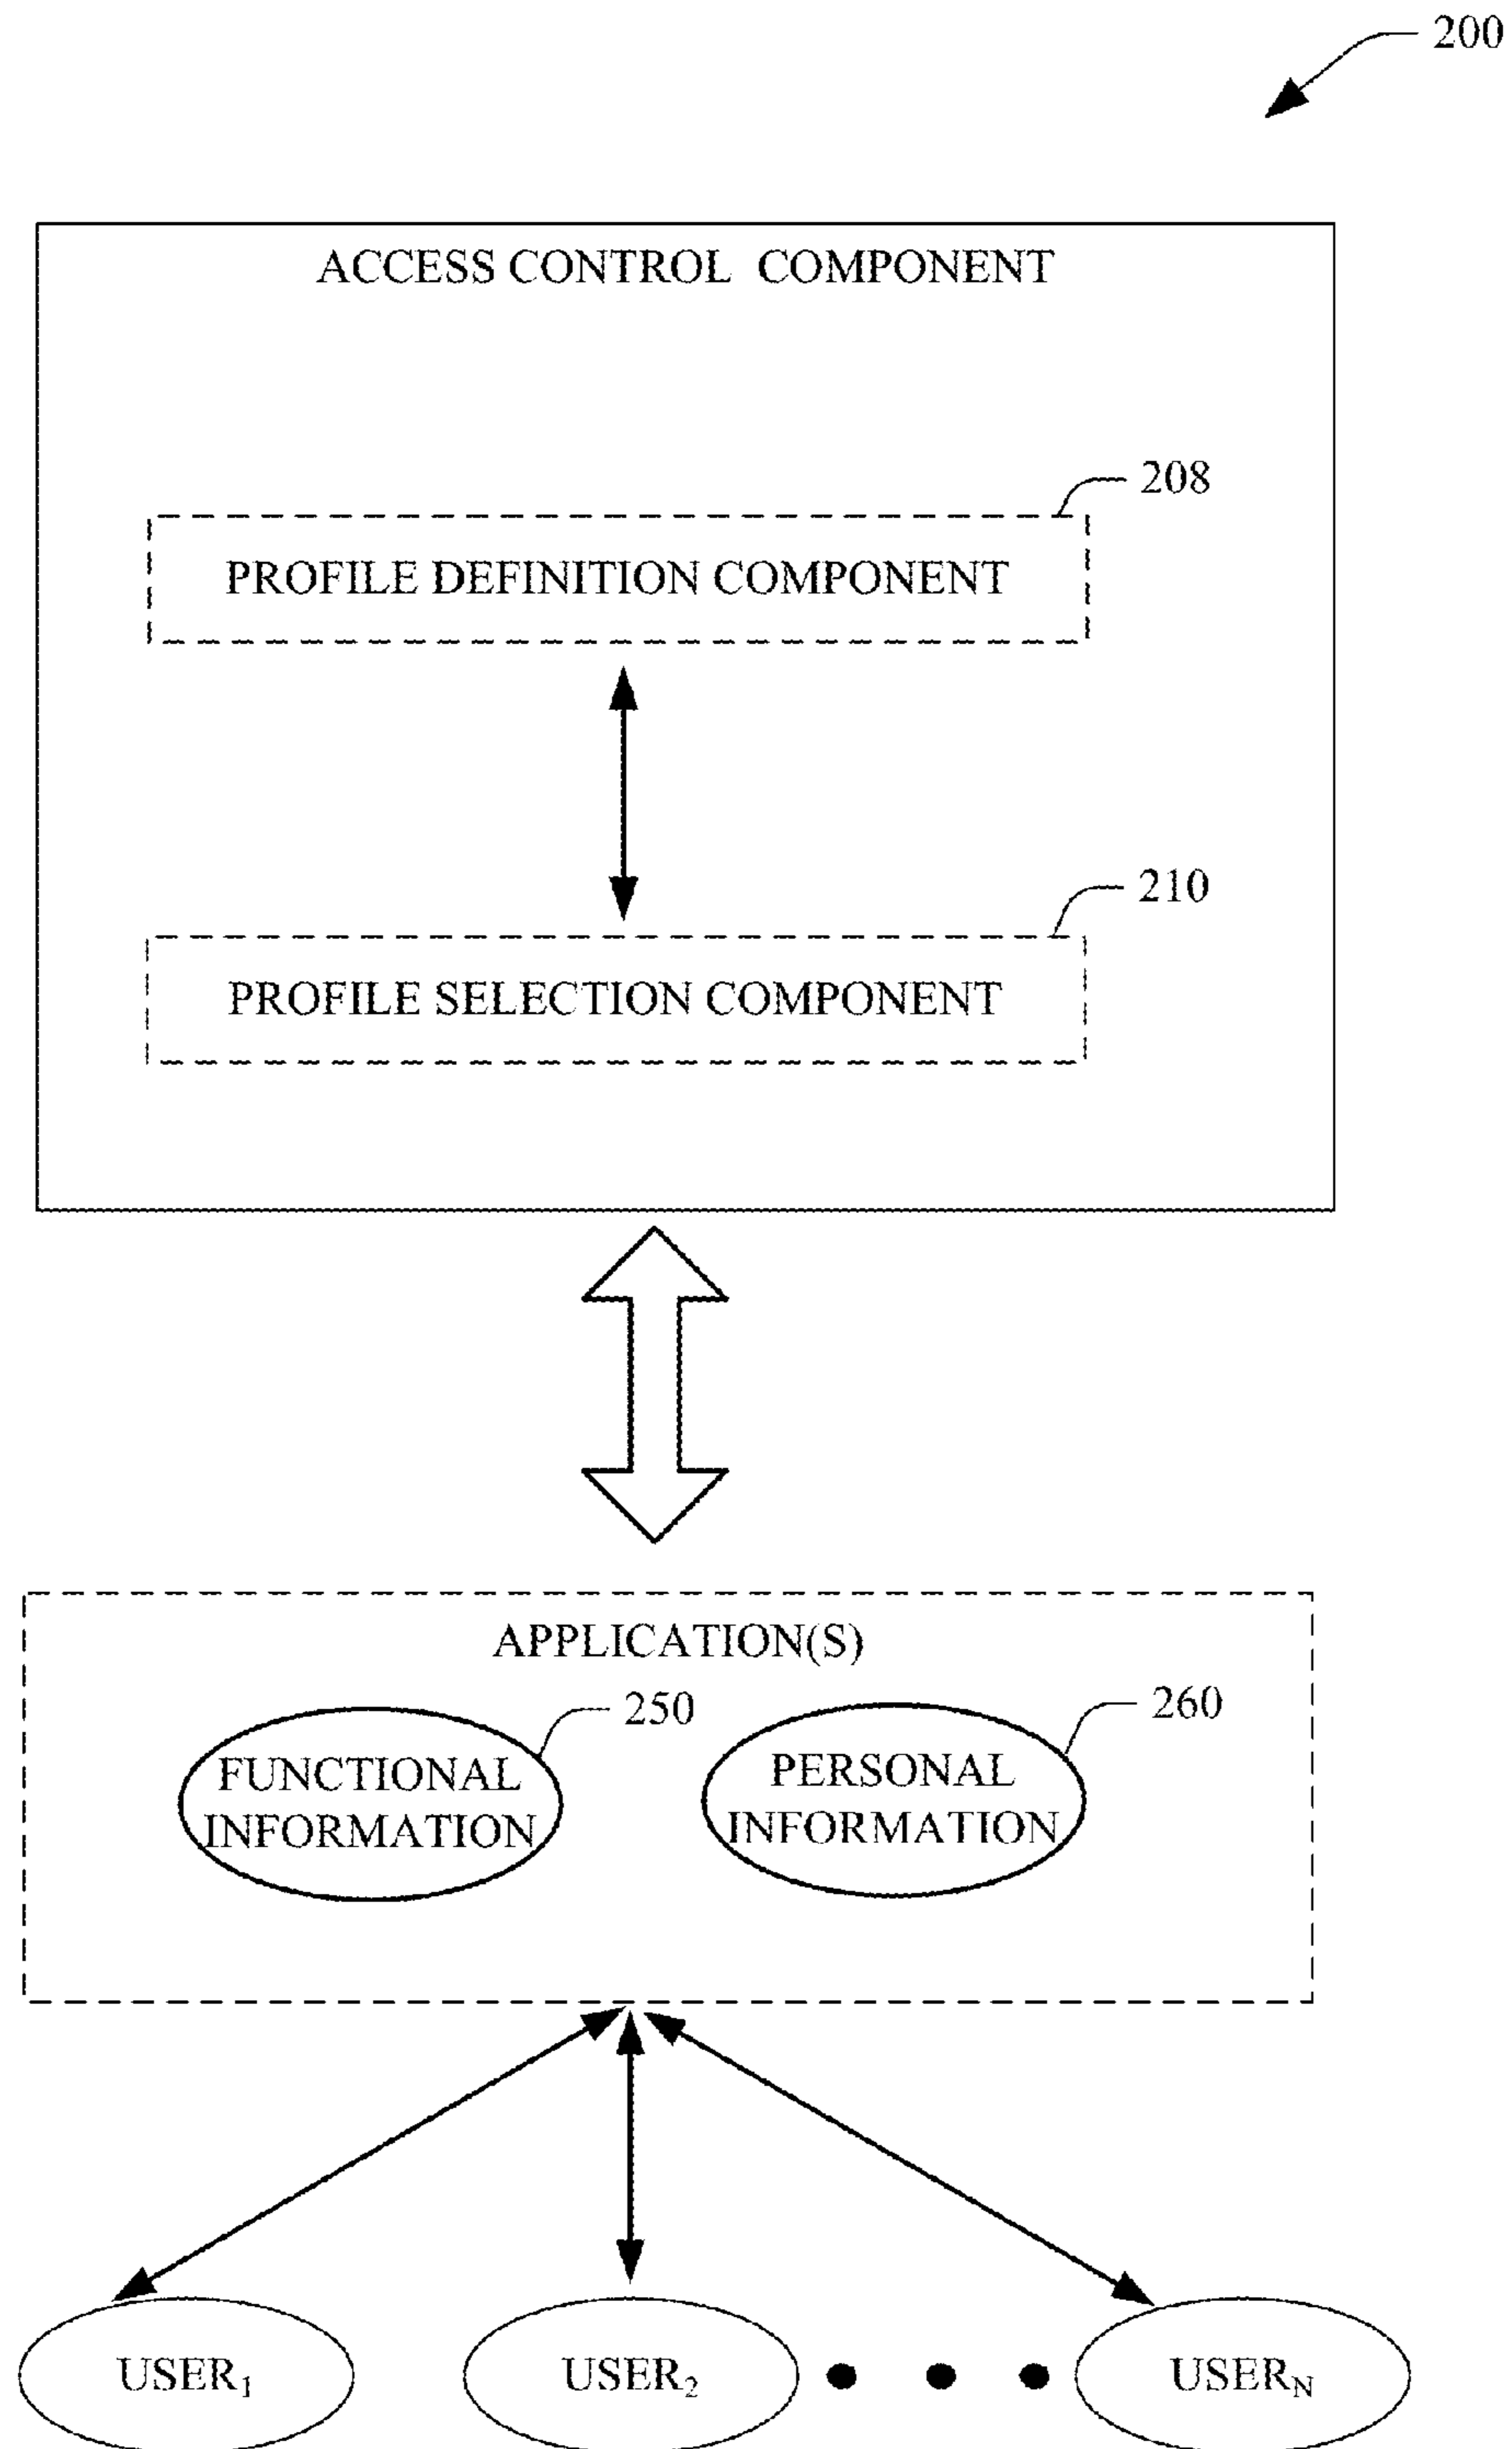 200
ACCESS CONTROL COMPONENT
208
PROFILE DEFINITION COMPONENT
210
PROFILE SELECTION COMPONENT
APPLICATION(S)
250
260
FUNCTIONAL
INFORMATION
PERSONAL
INFORMATION
USER₁
USER₂
USER_N